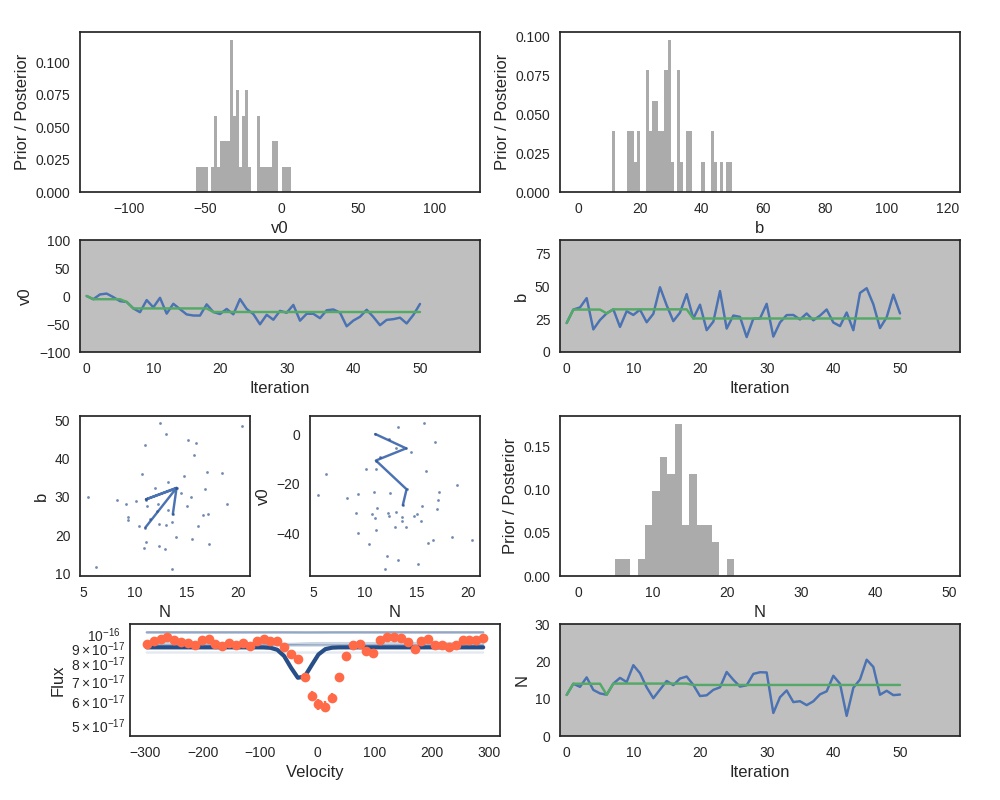 Prior / Posterior
0.100
0.075
0.050
0.025
0.000
−100 −50 0 50 100
v0
Prior / Posterior
0.100
0.075
0.050
0.025
0.000
0 20 40 60 80 100 120
b
v0
100
50
0
−50
−100
0 10 20 30 40 50
Iteration
b
75
50
25
0
0 10 20 30 40 50
Iteration
b
50
40
30
20
10
5 10 15 20
N
v0
0
−20
−40
5 10 15 20
N
Prior / Posterior
0.15
0.10
0.05
0.00
0 10 20 30 40 50
N
Flux
10^−16
9 × 10^−17
8 × 10^−17
7 × 10^−17
6 × 10^−17
5 × 10^−17
−300 −200 −100 0 100 200 300
Velocity
N
30
20
10
0
0 10 20 30 40 50
Iteration